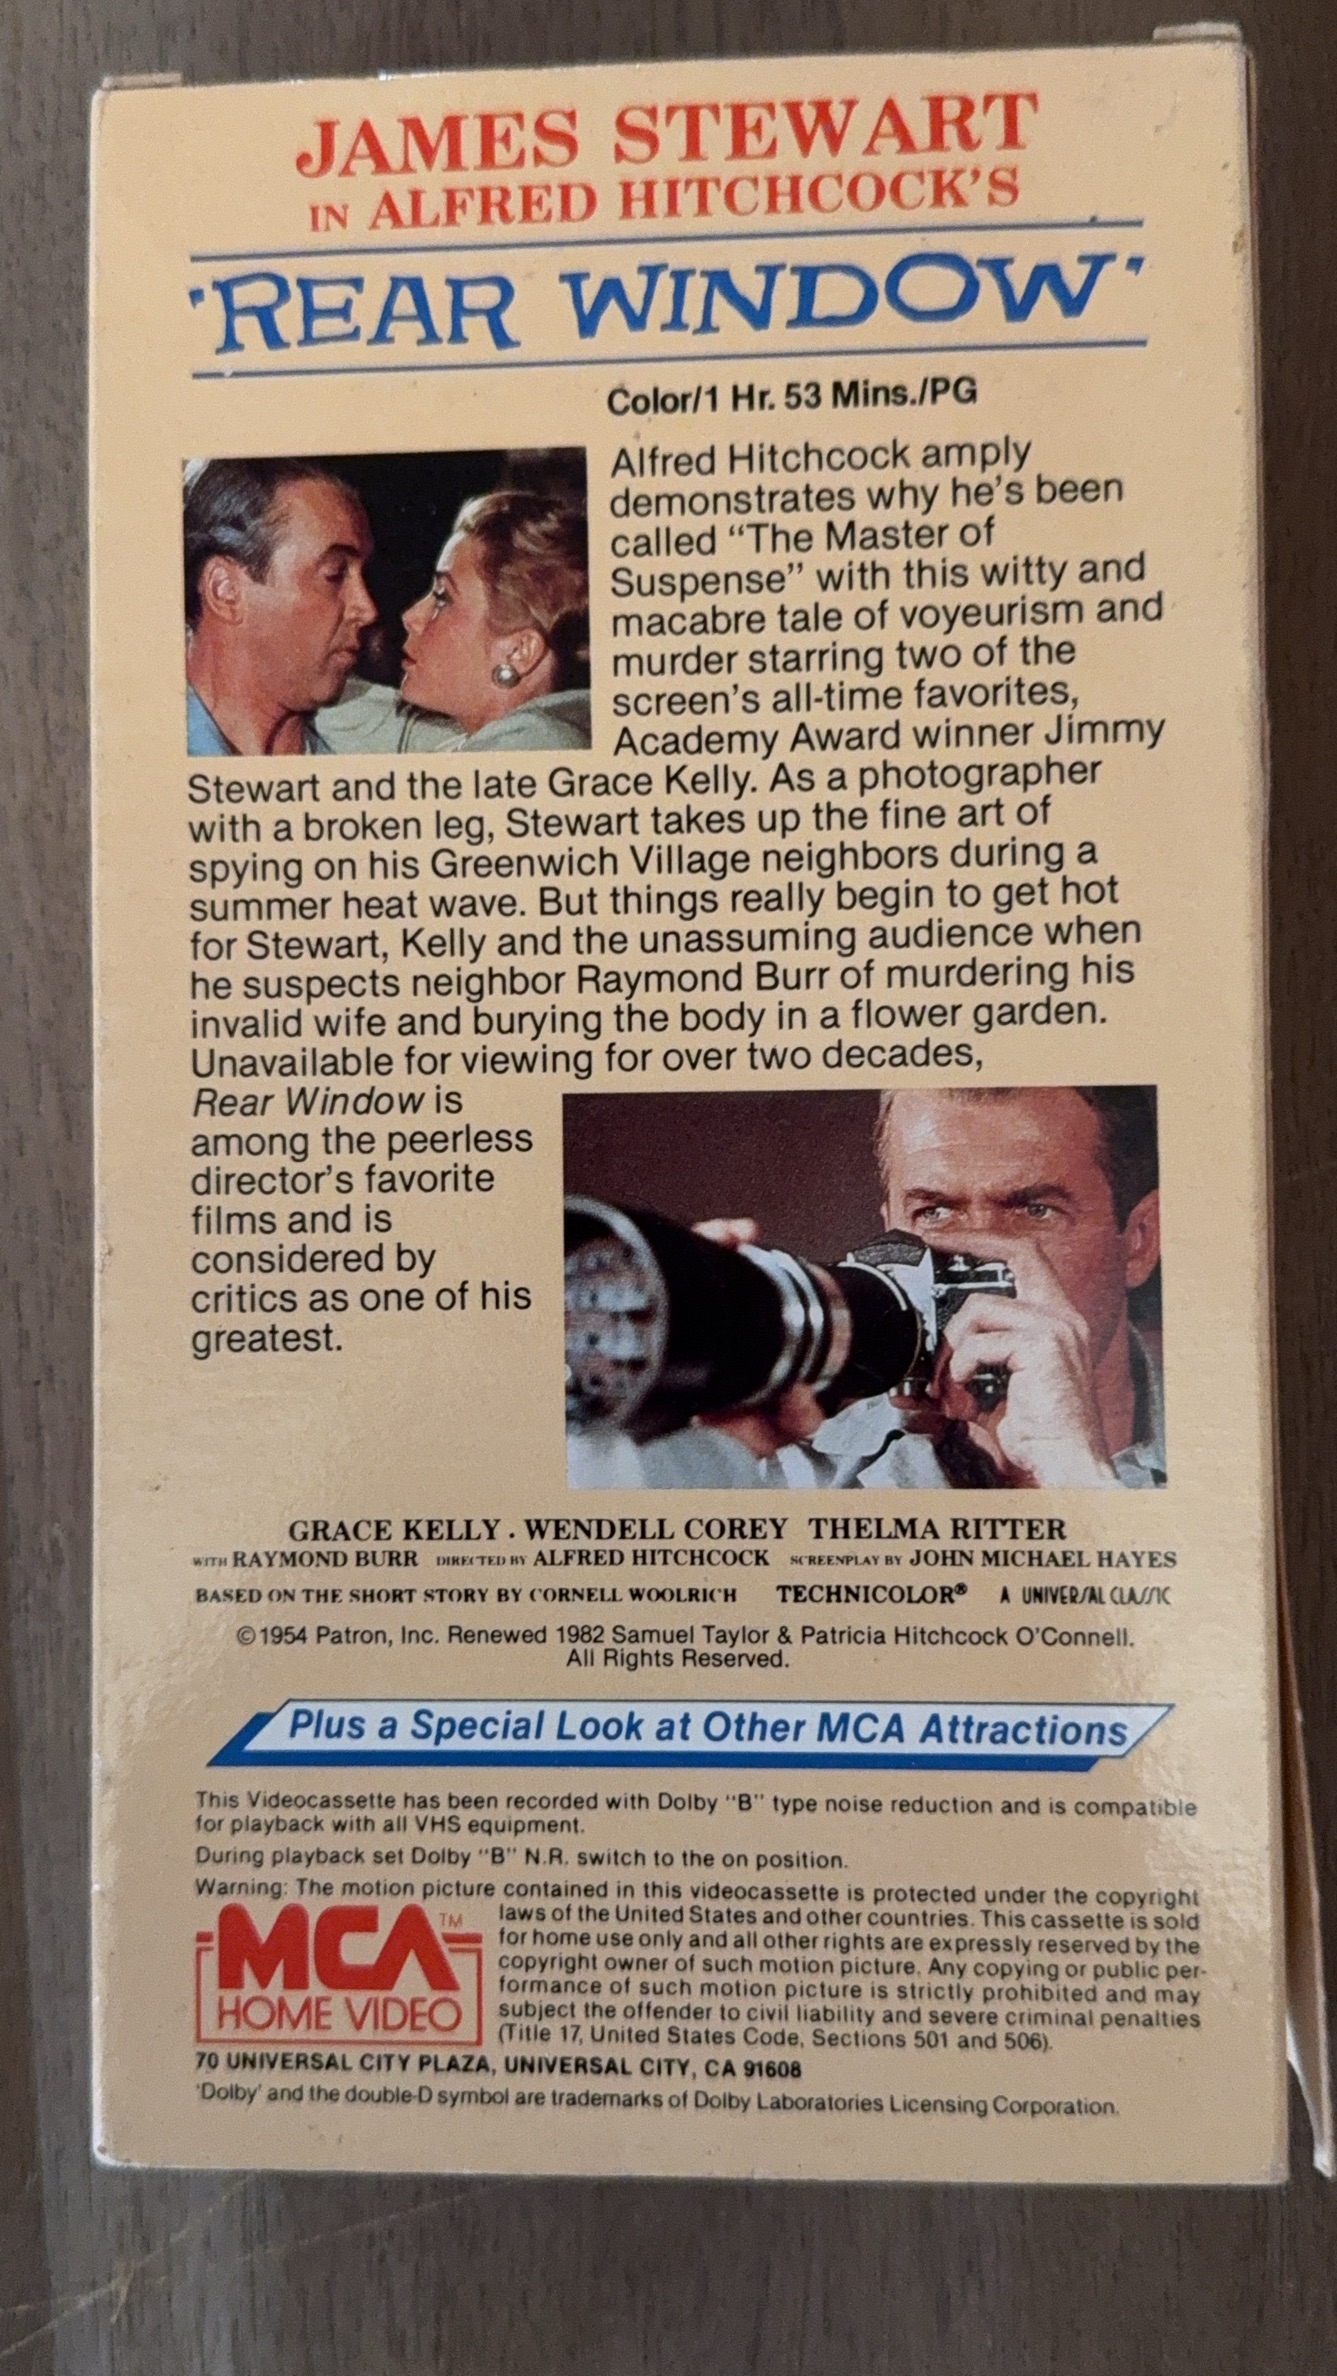 JAMES STEWART
IN ALFRED HITCHCOCK'S
'REAR WINDOW'
Color/1 Hr. 53 Mins./PG
Alfred Hitchcock amply
demonstrates why he's been
called "The Master of
Suspense" with this witty and
macabre tale of voyeurism and
murder starring two of the
screen's all-time favorites,
Academy Award winner Jimmy
Stewart and the late Grace Kelly. As a photographer
with a broken leg, Stewart takes up the fine art of
spying on his Greenwich Village neighbors during a
summer heat wave. But things really begin to get hot
for Stewart, Kelly and the unassuming audience when
he suspects neighbor Raymond Burr of murdering his
invalid wife and burying the body in a flower garden.
Unavailable for viewing for over two decades,
Rear Window is
among the peerless
director's favorite
films and is
considered by
critics as one of his
greatest.
GRACE KELLY . WENDELL COREY THELMA RITTER
WITH RAYMOND BURR DIRECTED BY ALFRED HITCHCOCK SCREENPLAY BY JOHN MICHAEL HAYES
BASED ON THE SHORT STORY BY CORNELL WOOLRICH TECHNICOLOR® A UNIVERSAL CLASSIC
©1954 Patron, Inc. Renewed 1982 Samuel Taylor & Patricia Hitchcock O'Connell.
All Rights Reserved.
Plus a Special Look at Other MCA Attractions
This Videocassette has been recorded with Dolby "B" type noise reduction and is compatible
for playback with all VHS equipment.
During playback set Dolby "B" N.R. switch to the on position.
Warning: The motion picture contained in this videocassette is protected under the copyright
laws of the United States and other countries. This cassette is sold
for home use only and all other rights are expressly reserved by the
copyright owner of such motion picture. Any copying or public per-
formance of such motion picture is strictly prohibited and may
subject the offender to civil liability and severe criminal penalties
(Title 17, United States Code, Sections 501 and 506).
MCA™
HOME VIDEO
70 UNIVERSAL CITY PLAZA, UNIVERSAL CITY, CA 91608
'Dolby' and the double-D symbol are trademarks of Dolby Laboratories Licensing Corporation.